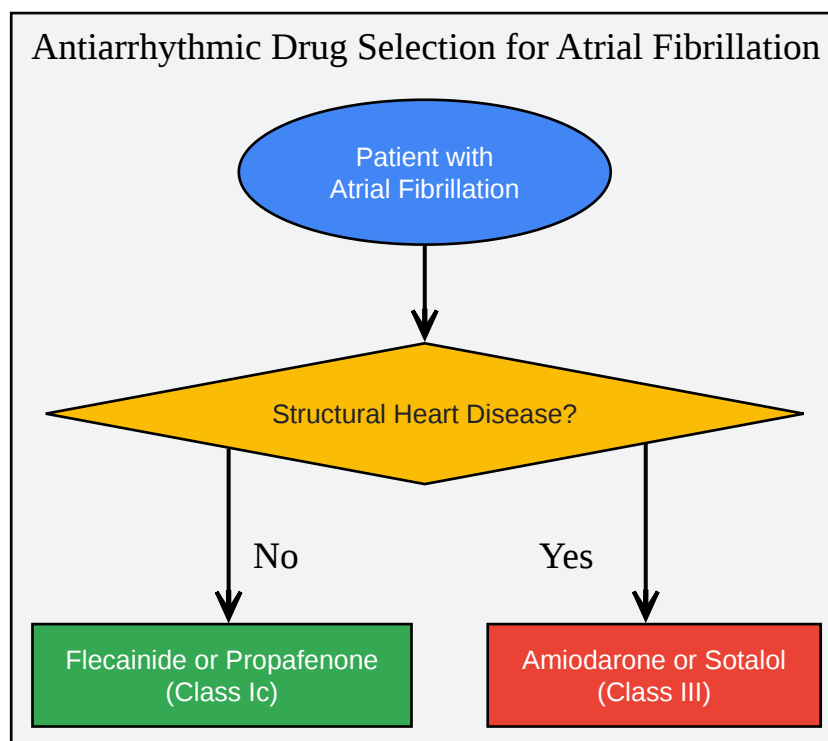 Antiarrhythmic Drug Selection for Atrial Fibrillation
Patient with
Atrial Fibrillation
Structural Heart Disease?
No
Yes
Flecainide or Propafenone
(Class Ic)
Amiodarone or Sotalol
(Class III)